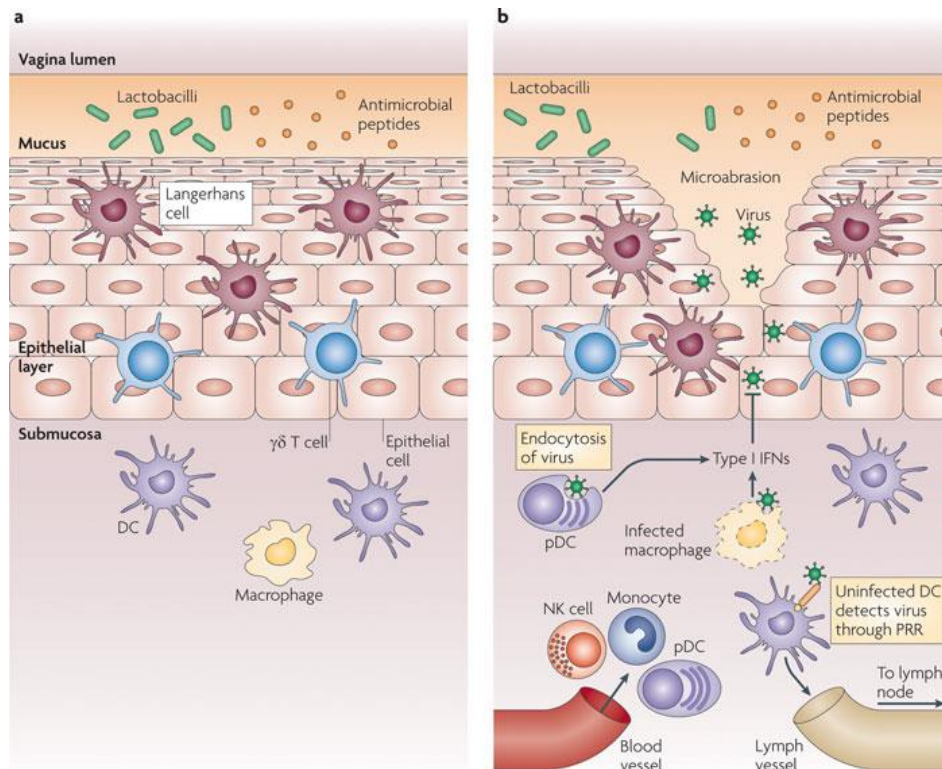 a
Vagina lumen
Lactobacilli
Antimicrobial
peptides
Mucus
Langerhans
cell
Epithelial
layer
Submucosa
γδ T cell
Epithelial
cell
DC
Macrophage
b
Lactobacilli
Antimicrobial
peptides
Microabrasion
Virus
Endocytosis
of virus
Type I IFNs
pDC
Infected
macrophage
Uninfected DC
detects virus
through PRR
NK cell
Monocyte
pDC
To lymph
node
Blood
vessel
Lymph
vessel